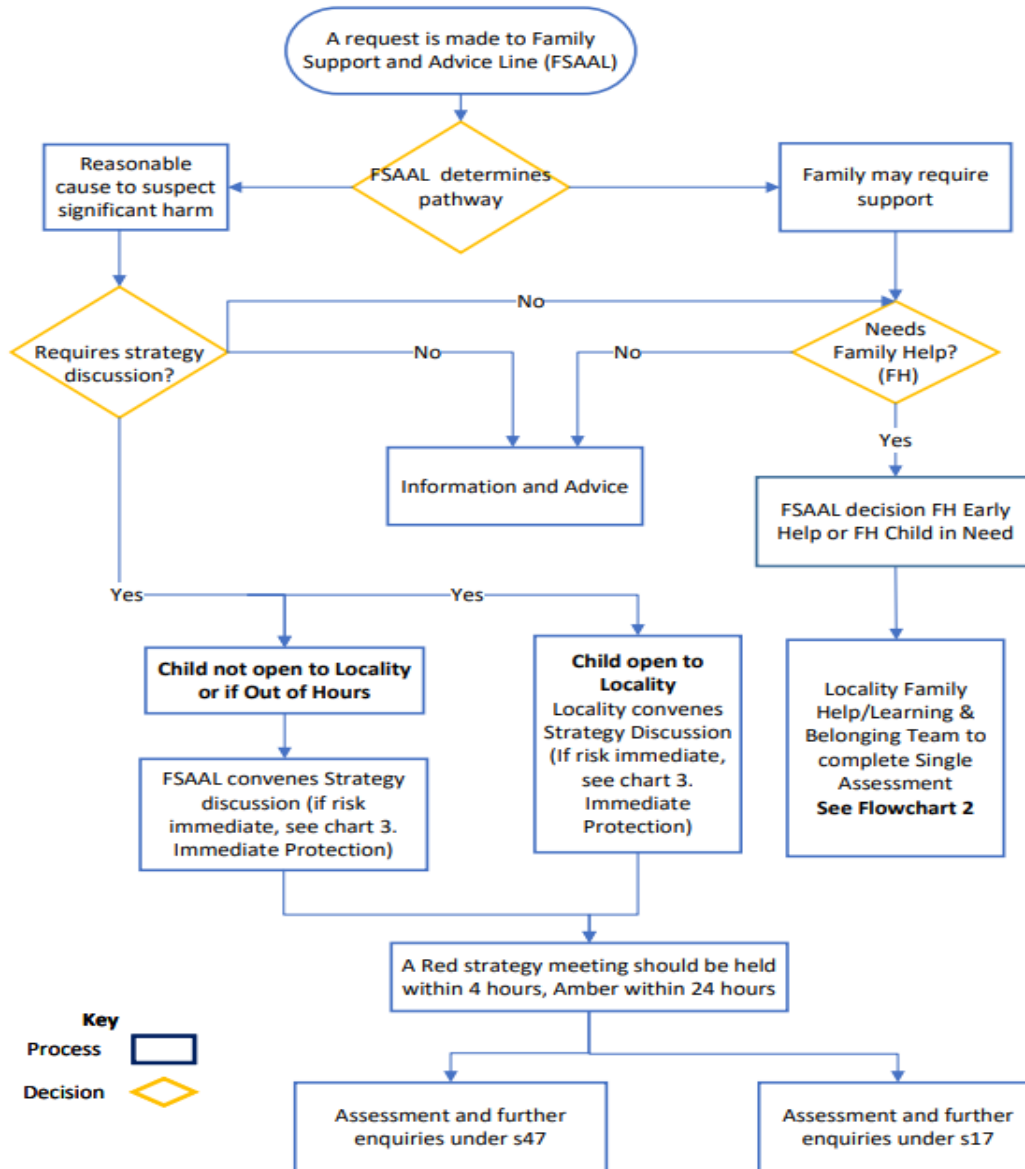 A request is made to Family
Support and Advice Line (FSAAL)
Reasonable
cause to suspect
significant harm
FSAAL determines
pathway
Family may require
support
No
Requires strategy
discussion?
No
No
Needs
Family Help?
(FH)
Yes
Information and Advice
FSAAL decision FH Early
Help or FH Child in Need
Yes
Yes
Child not open to Locality
or if Out of Hours
Child open to
Locality
Locality convenes
Strategy Discussion
(If risk immediate,
see chart 3.
Immediate
Protection)
Locality Family
Help/Learning &
Belonging Team to
complete Single
Assessment
See Flowchart 2
FSAAL convenes Strategy
discussion (if risk
immediate, see chart 3.
Immediate Protection)
A Red strategy meeting should be held
within 4 hours, Amber within 24 hours
Key
Process
Decision
Assessment and further
enquiries under s47
Assessment and further
enquiries under s17